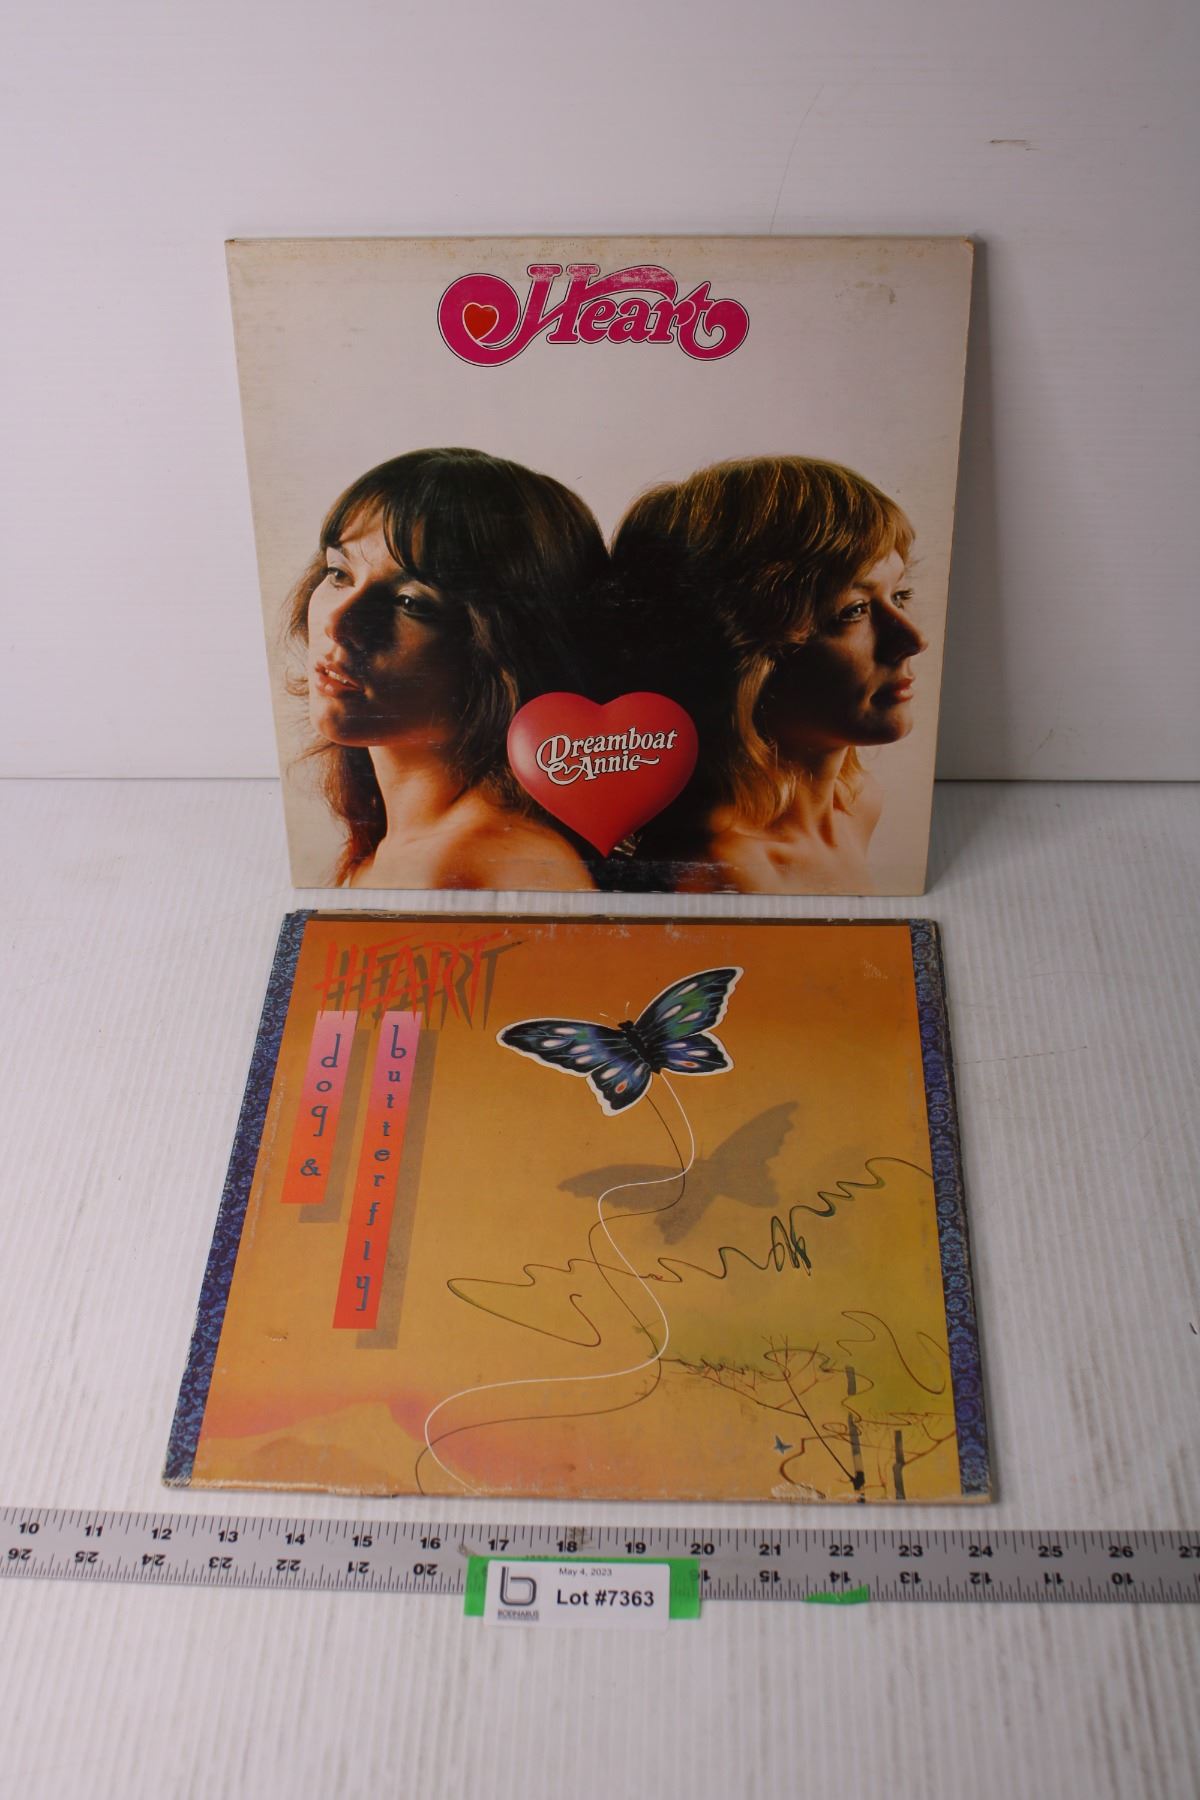 Heart
Dreamboat
Annie
HEART
dog & butterfly
10 11 12 13 14 15 16 17 18 19 20 21 22 23 24 25 26 27
26 25 24 23 22 21 20 16 15 14 13 12 11 10
May 4, 2023
Lot #7363
BODNARUS